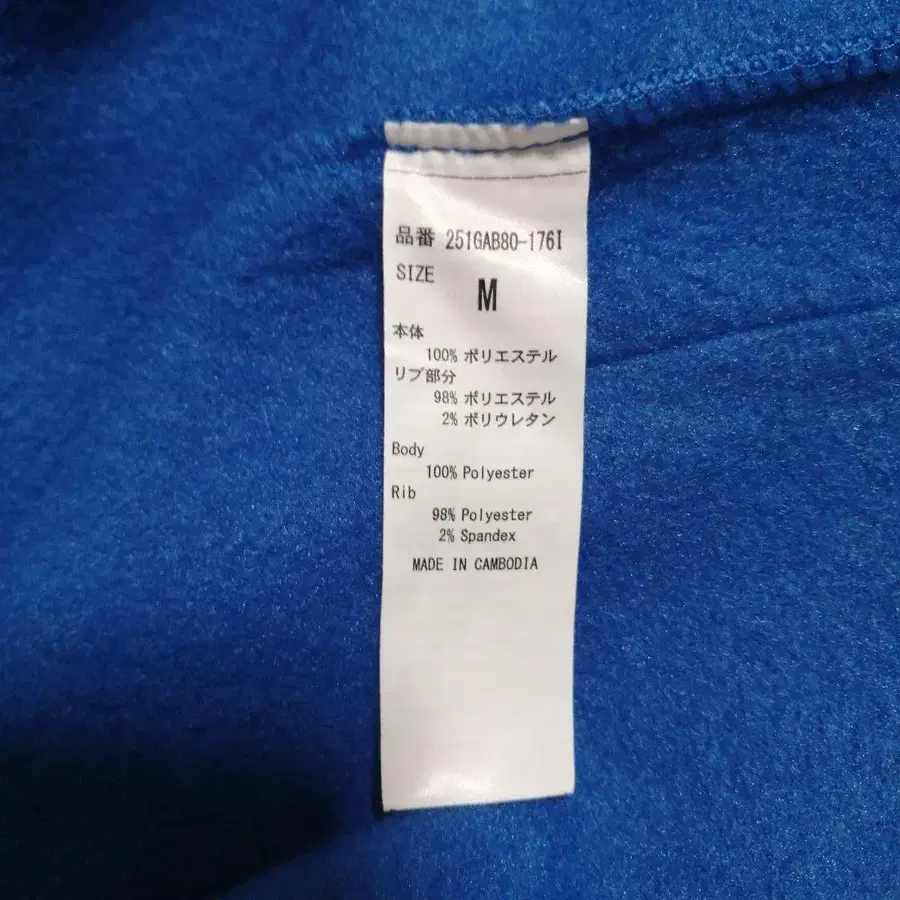 品番 251GAB80-176I
SIZE
M
本体
100% ポリエステル
リブ部分
98% ポリエステル
2% ポリウレタン
Body
100% Polyester
Rib
98% Polyester
2% Spandex
MADE IN CAMBODIA